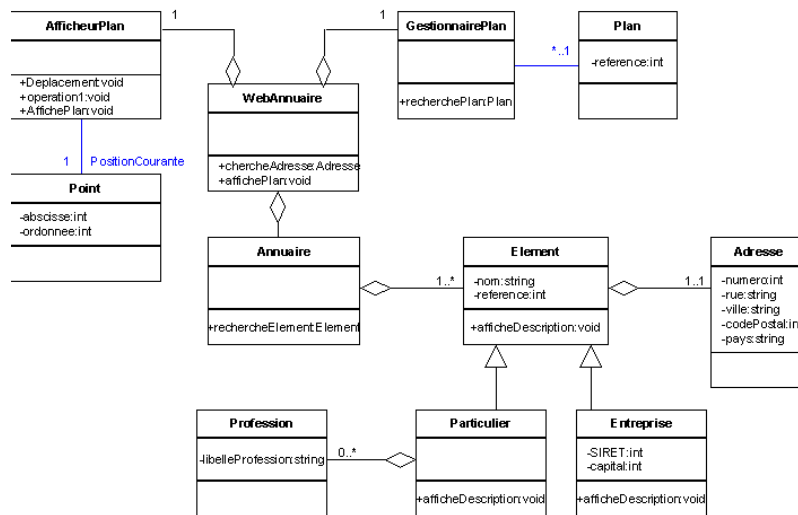 AfficheurPlan
+Deplacement:void
+operation1:void
+AffichePlan:void
1
1
GestionnairePlan
+recherchePlan:Plan
*..1
Plan
-reference:int
WebAnnuaire
+chercheAdresse:Adresse
+affichePlan:void
1
PositionCourante
Point
-abscisse:int
-ordonnee:int
Annuaire
+rechercheElement:Element
1..*
Element
-nom:string
-reference:int
+afficheDescription:void
1..1
Adresse
-numero:int
-rue:string
-ville:string
-codePostal:in
-pays:string
Profession
-libelleProfession:string
0..*
Particulier
+afficheDescription:void
Entreprise
-SIRET:int
-capital:int
+afficheDescription:void